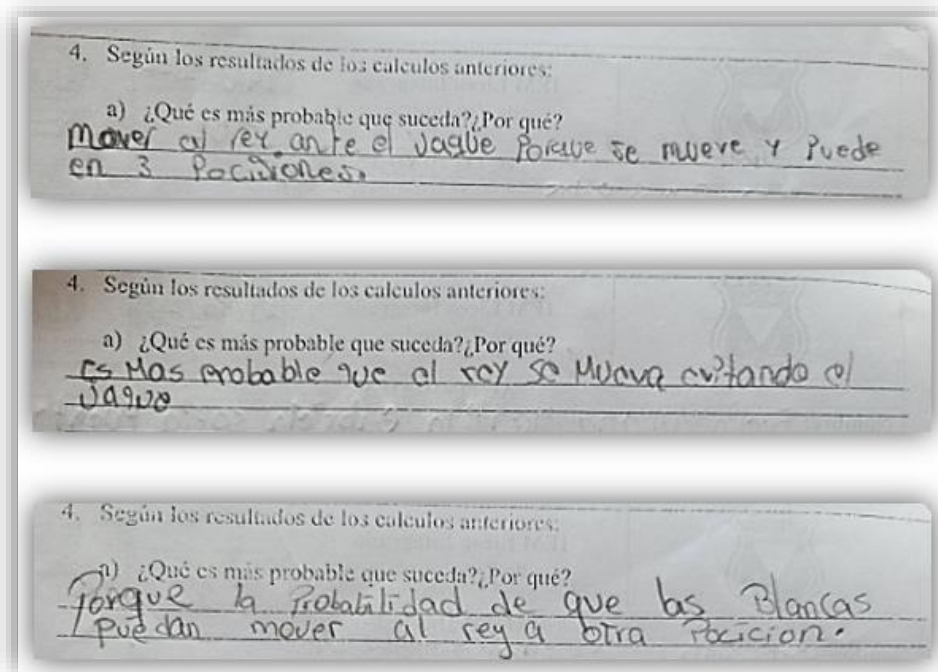 4. Según los resultados de los calculos anteriores:
a) ¿Qué es más probable que suceda?¿Por qué?
Mover al rey ante el Jaque Porque se mueve y Puede
en 3 Pociciones.
4. Según los resultados de los calculos anteriores:
a) ¿Qué es más probable que suceda?¿Por qué?
Es Mas probable que el rey se Mueva evitando el
Jaque
4. Según los resultados de los calculos anteriores:
a) ¿Qué es más probable que suceda?¿Por qué?
Porque la Probabilidad de que las Blancas
Puedan mover al rey a otra Pocicion.